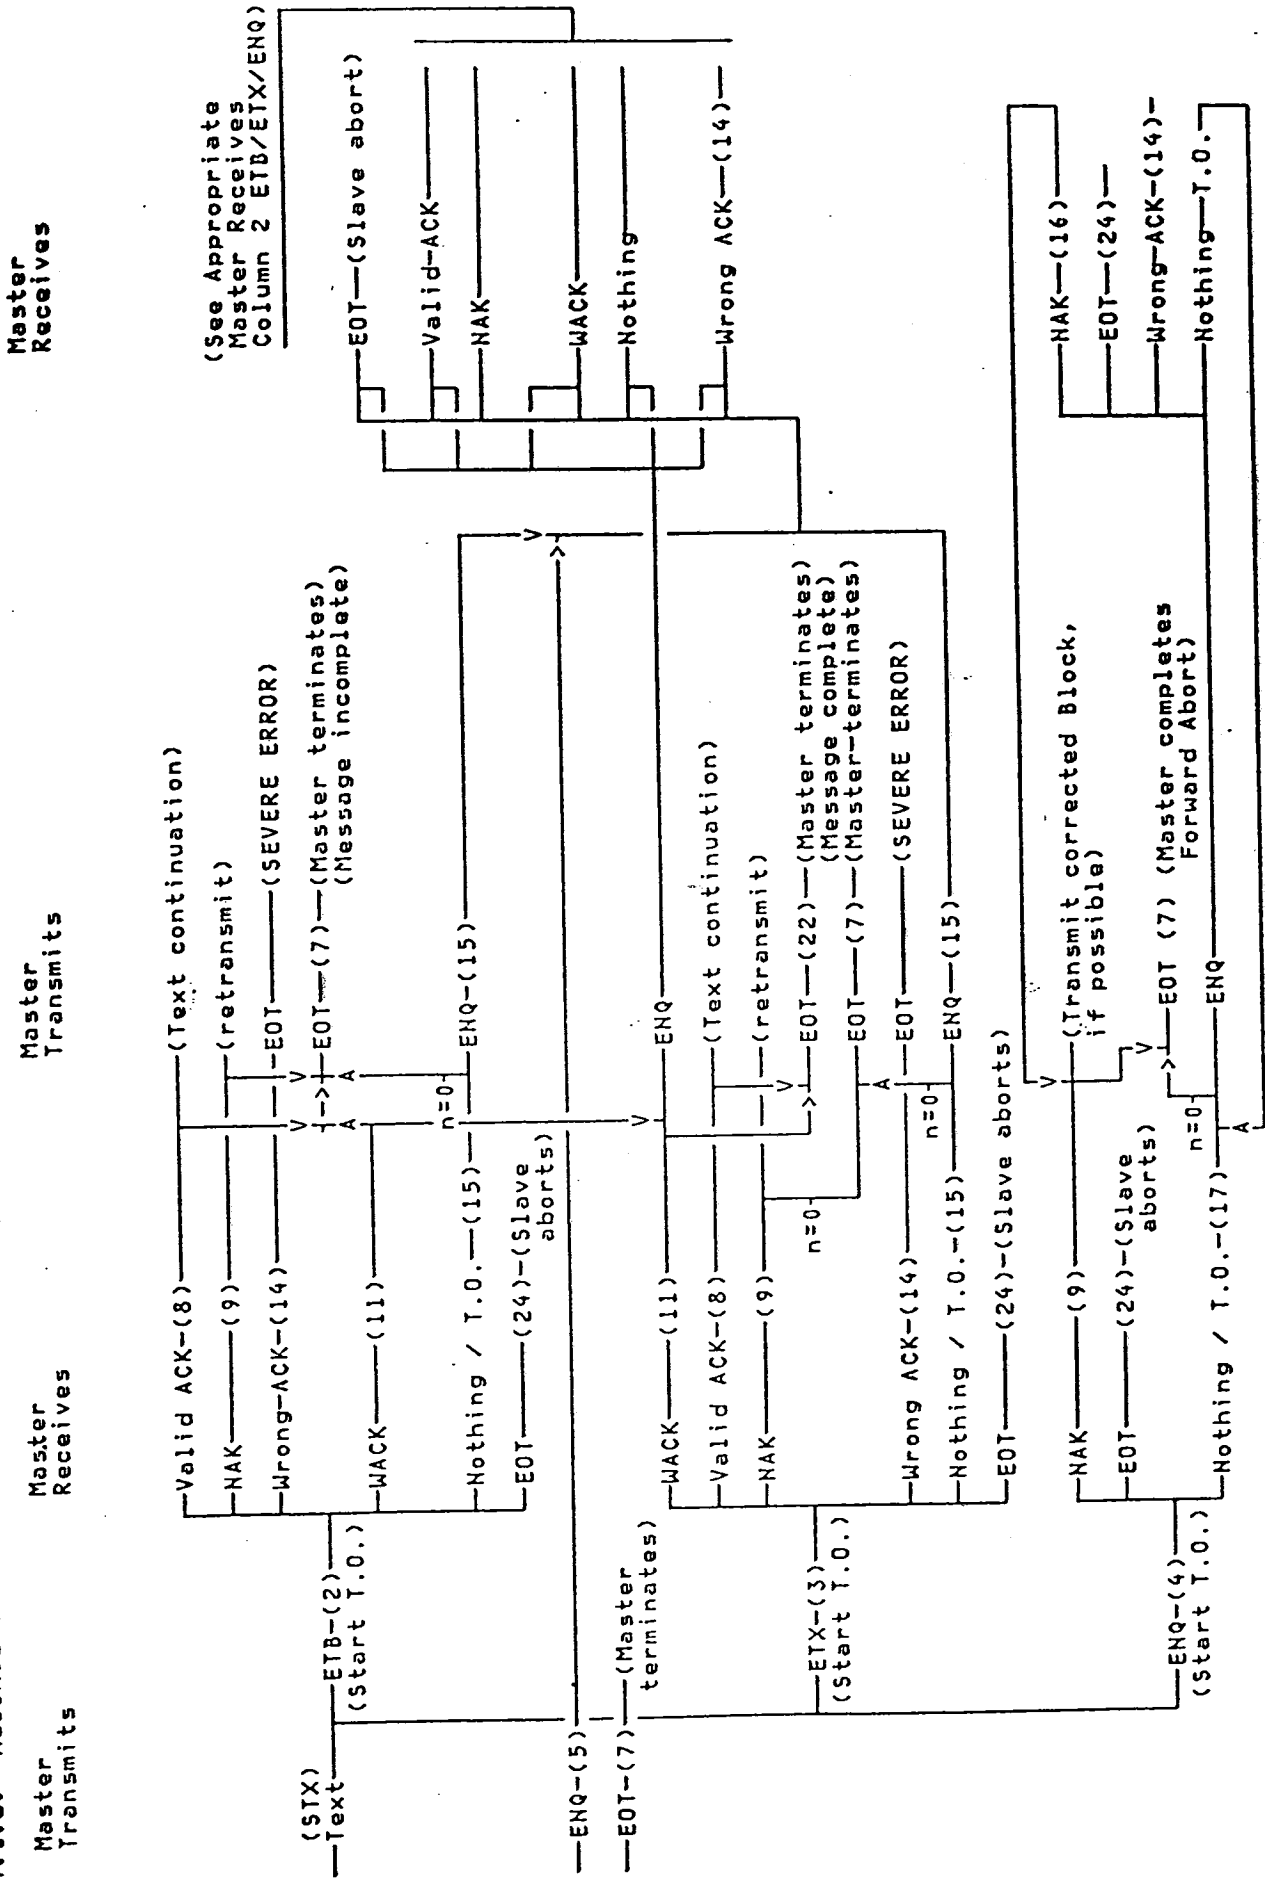 Master
Transmits
Master
Receives
Master
Transmits
Master
Receives
(STX)
Text
ETB-(2)
(Start T.O.)
Valid ACK-(8)
(Text continuation)
NAK-(9)
(retransmit)
Wrong-ACK-(14)
EOT-(SEVERE ERROR)
EOT-(7)-(Master terminates)
(Message incomplete)
WACK-(11)
n=0
Nothing / T.O.-(15)
ENQ-(15)
EOT-(24)-(Slave
aborts)
(See Appropriate
Master Receives
Column 2 ETB/ETX/ENQ)
EOT-(Slave abort)
Valid-ACK
NAK
WACK
Nothing
Wrong ACK-(14)
ENQ-(5)
EOT-(7)-(Master
terminates)
ETX-(3)
(Start T.O.)
WACK-(11)
ENQ
Valid ACK-(8)
(Text continuation)
NAK-(9)
(retransmit)
n=0
EOT-(22)-(Master terminates)
(Message complete)
EOT-(7)-(Master-terminates)
Wrong ACK-(14)
EOT-(SEVERE ERROR)
n=0
Nothing / T.O.-(15)
ENQ-(15)
EOT-(24)-(Slave aborts)
ENQ-(4)
(Start T.O.)
NAK-(9)
(Transmit corrected Block,
if possible)
EOT-(24)-(Slave
aborts)
n=0
EOT (7) (Master completes
Forward Abort)
Nothing / T.O.-(17)
ENQ
NAK-(16)
EOT-(24)
Wrong-ACK-(14)
Nothing-T.O.